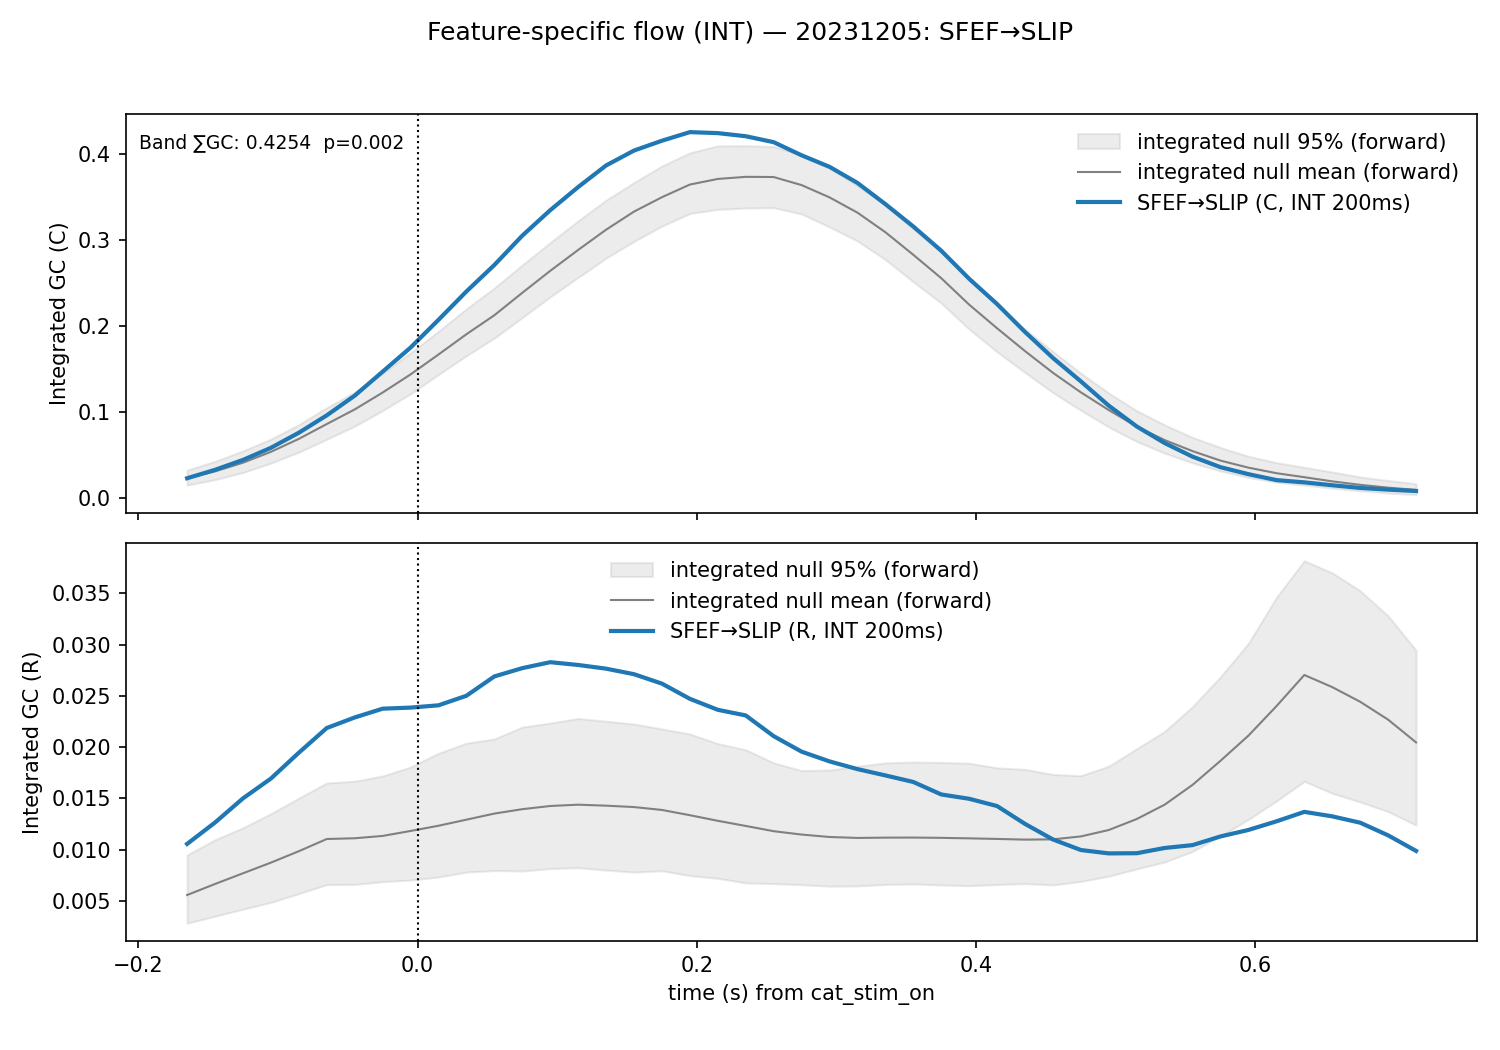 Feature-specific flow (INT) — 20231205: SFEF→SLIP
Band ∑GC: 0.4254  p=0.002
integrated null 95% (forward)
integrated null mean (forward)
SFEF→SLIP (C, INT 200ms)
Integrated GC (C)
0.4
0.3
0.2
0.1
0.0
integrated null 95% (forward)
integrated null mean (forward)
SFEF→SLIP (R, INT 200ms)
Integrated GC (R)
0.035
0.030
0.025
0.020
0.015
0.010
0.005
−0.2
0.0
0.2
0.4
0.6
time (s) from cat_stim_on